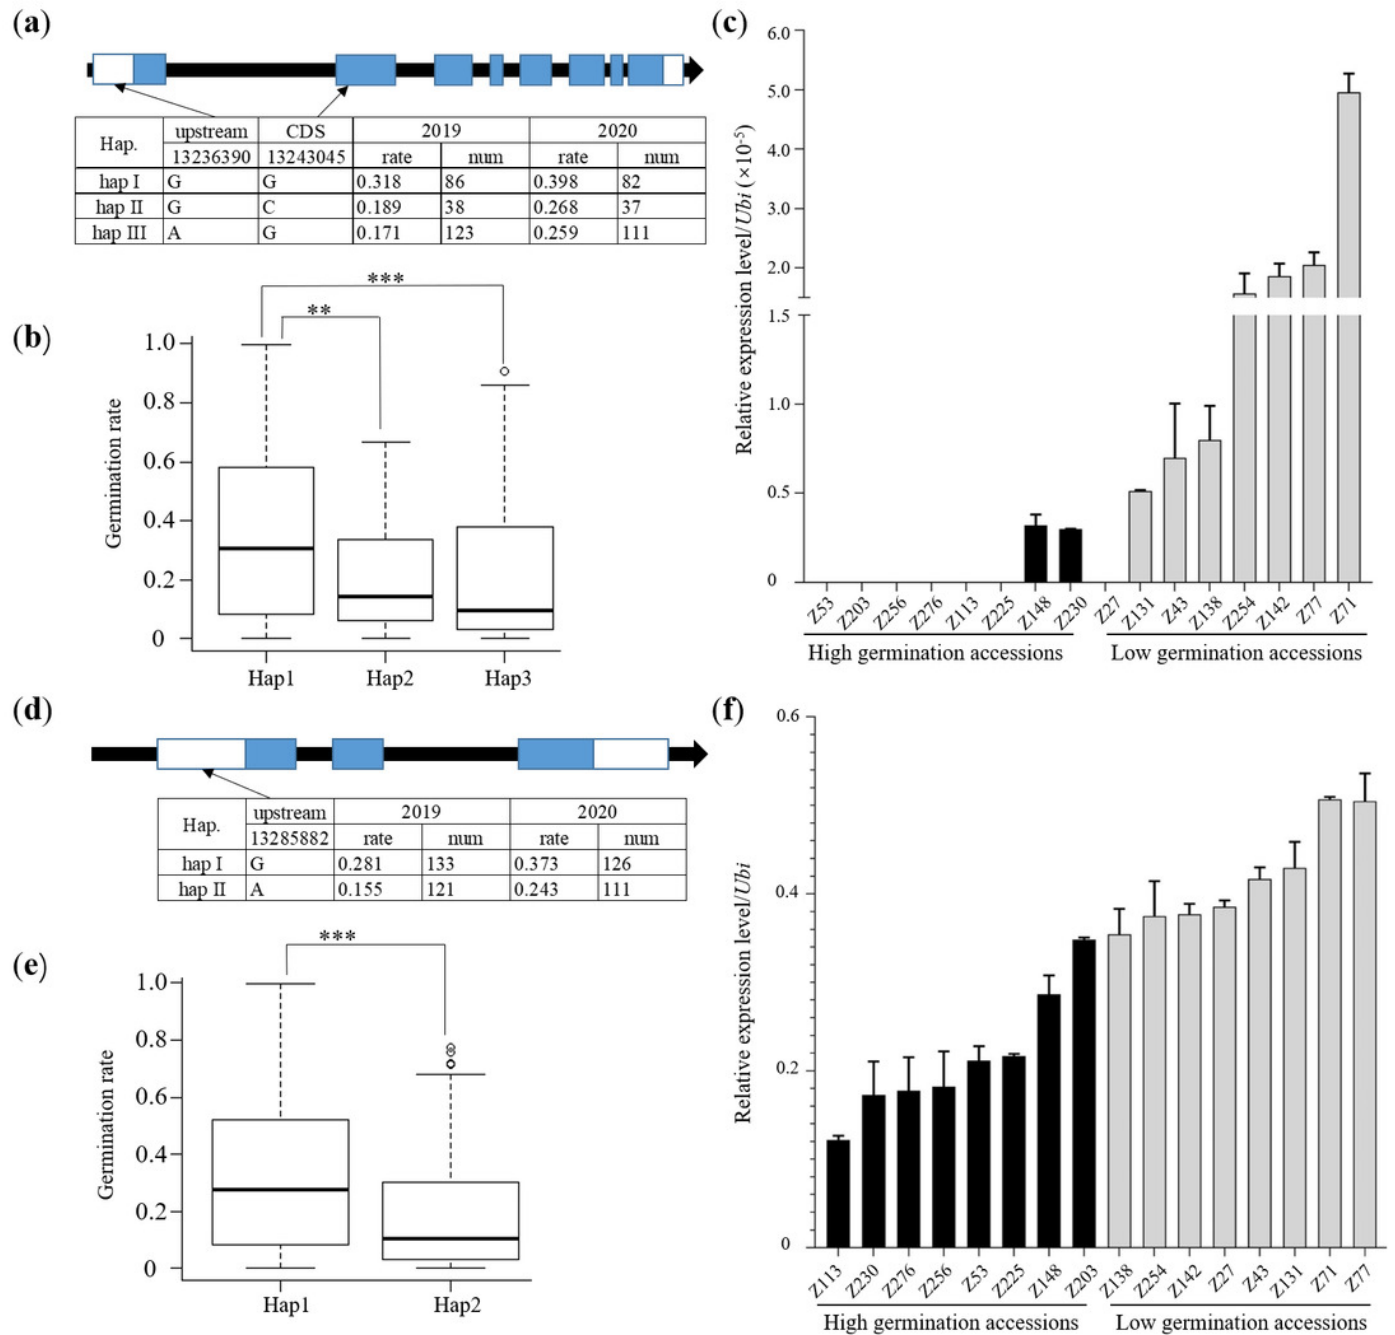 (a)
Hap. upstream CDS 2019 2020
13236390 13243045 rate num rate num
hap I G G 0.318 86 0.398 82
hap II G C 0.189 38 0.268 37
hap III A G 0.171 123 0.259 111
(b)
***
**
Germination rate
1.0
0.8
0.6
0.4
0.2
0
Hap1 Hap2 Hap3
(c)
Relative expression level/Ubi (×10-5)
6.0
5.0
4.0
3.0
2.0
1.5
1.0
0.5
0
Z53 Z203 Z256 Z276 Z113 Z225 Z148 Z230 Z27 Z131 Z43 Z138 Z254 Z142 Z77 Z71
High germination accessions Low germination accessions
(d)
Hap. upstream 2019 2020
13285882 rate num rate num
hap I G 0.281 133 0.373 126
hap II A 0.155 121 0.243 111
(e)
***
Germination rate
1.0
0.8
0.6
0.4
0.2
0
Hap1 Hap2
(f)
Relative expression level/Ubi
0.6
0.4
0.2
0
Z113 Z230 Z276 Z256 Z53 Z225 Z148 Z203 Z138 Z254 Z142 Z27 Z43 Z131 Z71 Z77
High germination accessions Low germination accessions